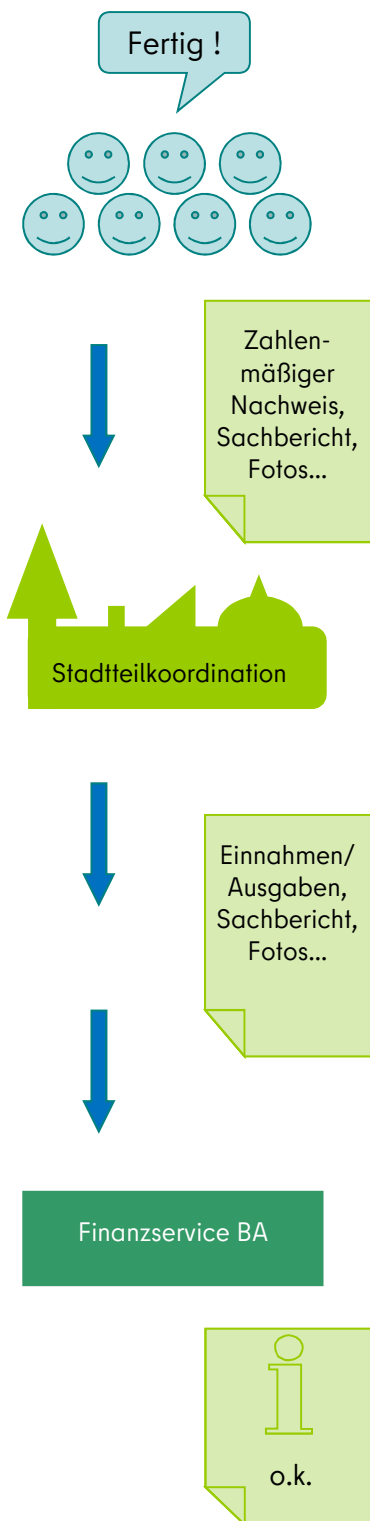 Fertig !
Zahlen-
mäßiger
Nachweis,
Sachbericht,
Fotos...
Stadtteilkoordination
Einnahmen/
Ausgaben,
Sachbericht,
Fotos...
Finanzservice BA
i
o.k.